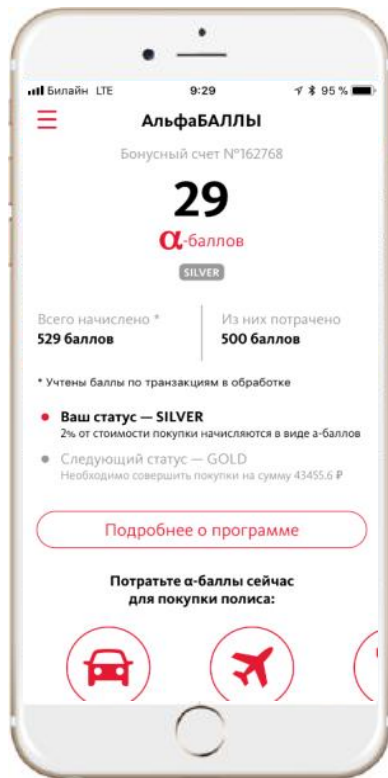 Билайн LTE 9:29 95 %
АльфаБАЛЛЫ
Бонусный счет №162768
29
α-баллов
SILVER
Всего начислено *
529 баллов
Из них потрачено
500 баллов
* Учтены баллы по транзакциям в обработке
Ваш статус — SILVER
2% от стоимости покупки начисляются в виде а-баллов
Следующий статус — GOLD
Необходимо совершить покупки на сумму 43455.6 ₽
Подробнее о программе
Потратьте α-баллы сейчас
для покупки полиса: